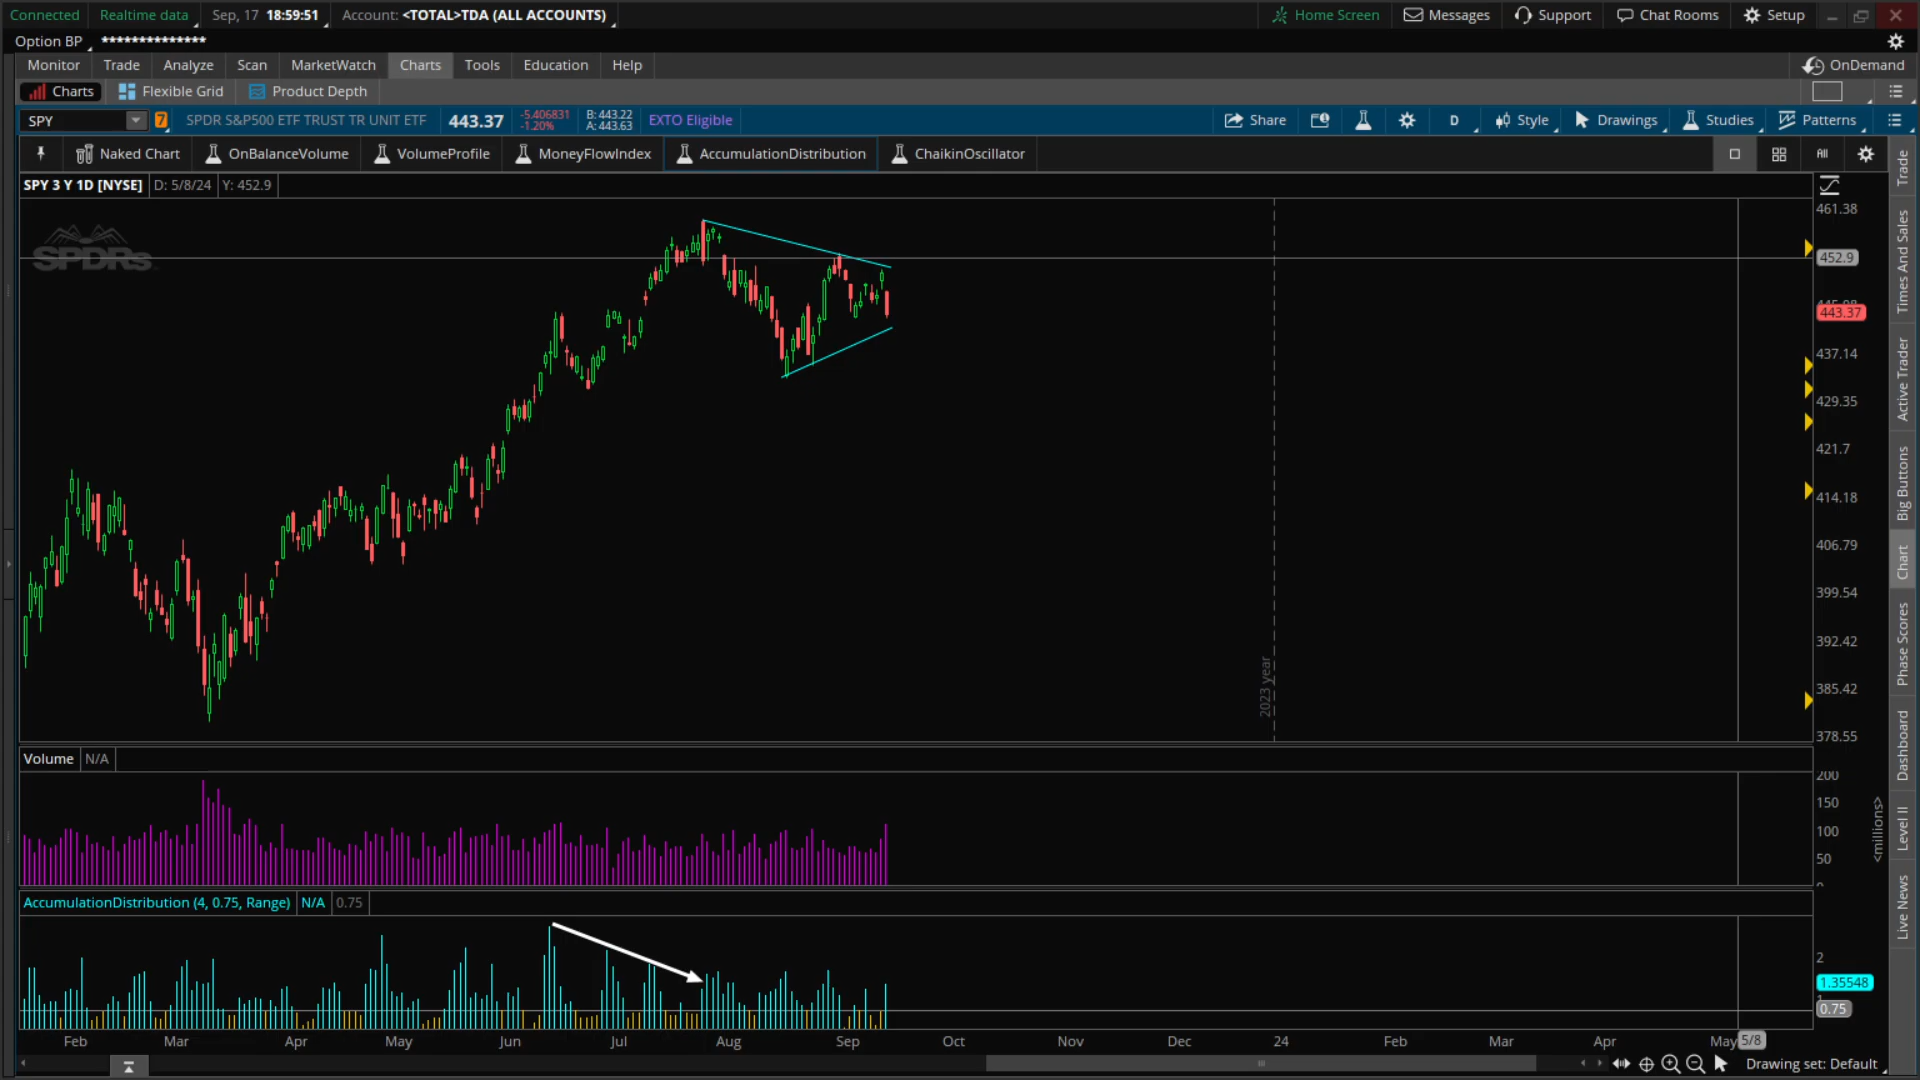 Connected Realtime data Sep, 17 18:59:51 Account: <TOTAL>TDA (ALL ACCOUNTS) Home Screen Messages Support Chat Rooms Setup
Option BP **************
Monitor Trade Analyze Scan MarketWatch Charts Tools Education Help OnDemand
Charts Flexible Grid Product Depth
SPY 7 SPDR S&P500 ETF TRUST TR UNIT ETF 443.37 -5.406831 -1.20% B: 443.22 A: 443.63 EXTO Eligible Share D Style Drawings Studies Patterns
Naked Chart OnBalanceVolume VolumeProfile MoneyFlowIndex AccumulationDistribution ChaikinOscillator All
SPY 3 Y 1D [NYSE] D: 5/8/24 Y: 452.9
SPDRs
461.38
452.9
443.37
437.14
429.35
421.7
414.18
406.79
399.54
392.42
385.42
378.55
2023 year
Volume N/A
200
150
100
50
<millions>
AccumulationDistribution (4, 0.75, Range) N/A 0.75
2
1.35548
0.75
Feb Mar Apr May Jun Jul Aug Sep Oct Nov Dec 24 Feb Mar Apr May 5/8
Drawing set: Default
Trade
Times And Sales
Active Trader
Big Buttons
Chart
Phase Scores
Dashboard
Level II
Live News